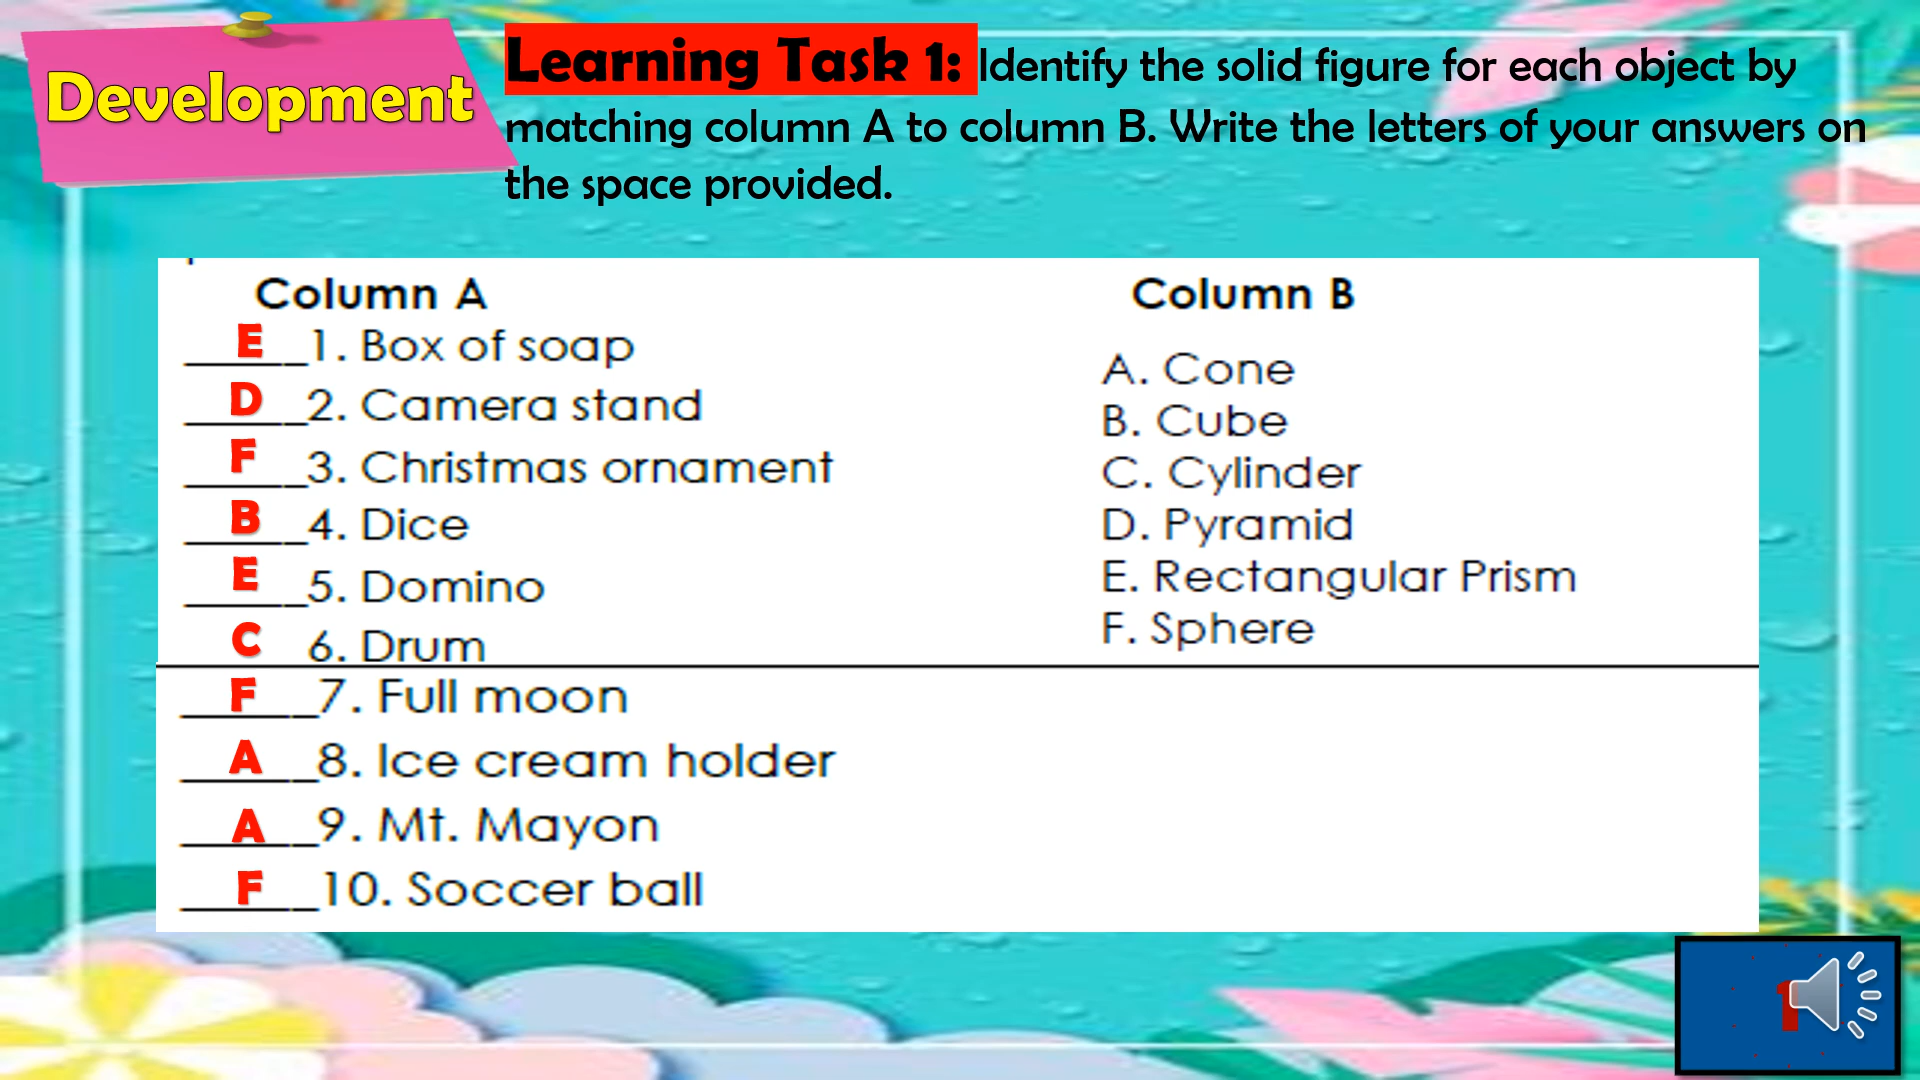 Development
Learning Task 1: Identify the solid figure for each object by
matching column A to column B. Write the letters of your answers on
the space provided.
Column A
E 1. Box of soap
D 2. Camera stand
F 3. Christmas ornament
B 4. Dice
E 5. Domino
C 6. Drum
F 7. Full moon
A 8. Ice cream holder
A 9. Mt. Mayon
F 10. Soccer ball
Column B
A. Cone
B. Cube
C. Cylinder
D. Pyramid
E. Rectangular Prism
F. Sphere